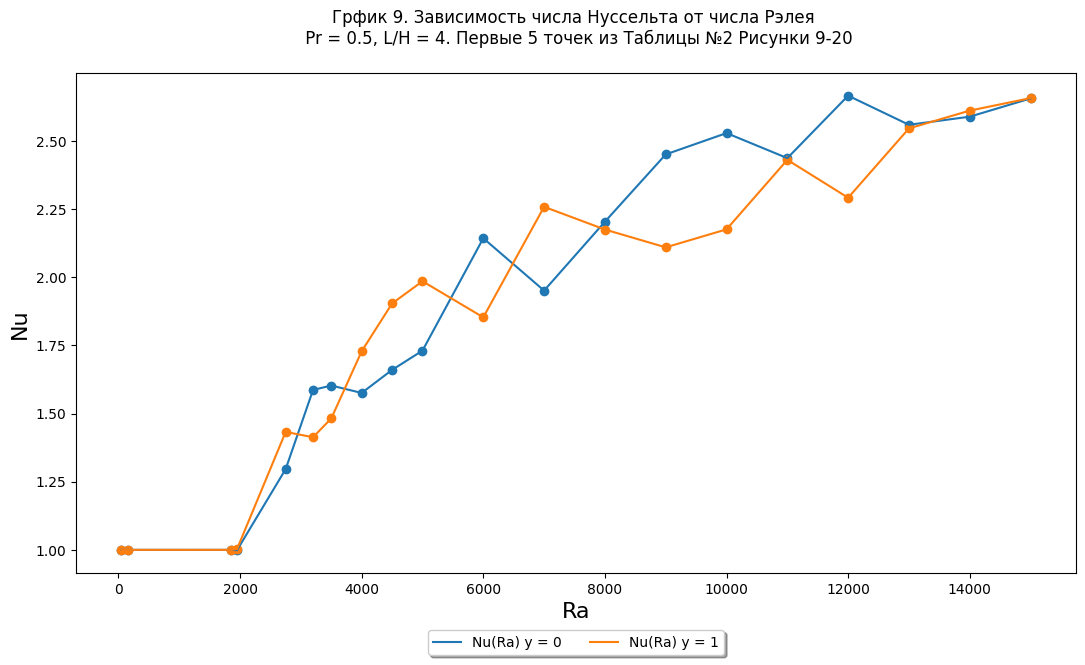 Грфик 9. Зависимость числа Нуссельта от числа Рэлея
Pr = 0.5, L/H = 4. Первые 5 точек из Таблицы №2 Рисунки 9-20
2.50
2.25
2.00
1.75
1.50
1.25
1.00
Nu
0 2000 4000 6000 8000 10000 12000 14000
Ra
Nu(Ra) y = 0 Nu(Ra) y = 1